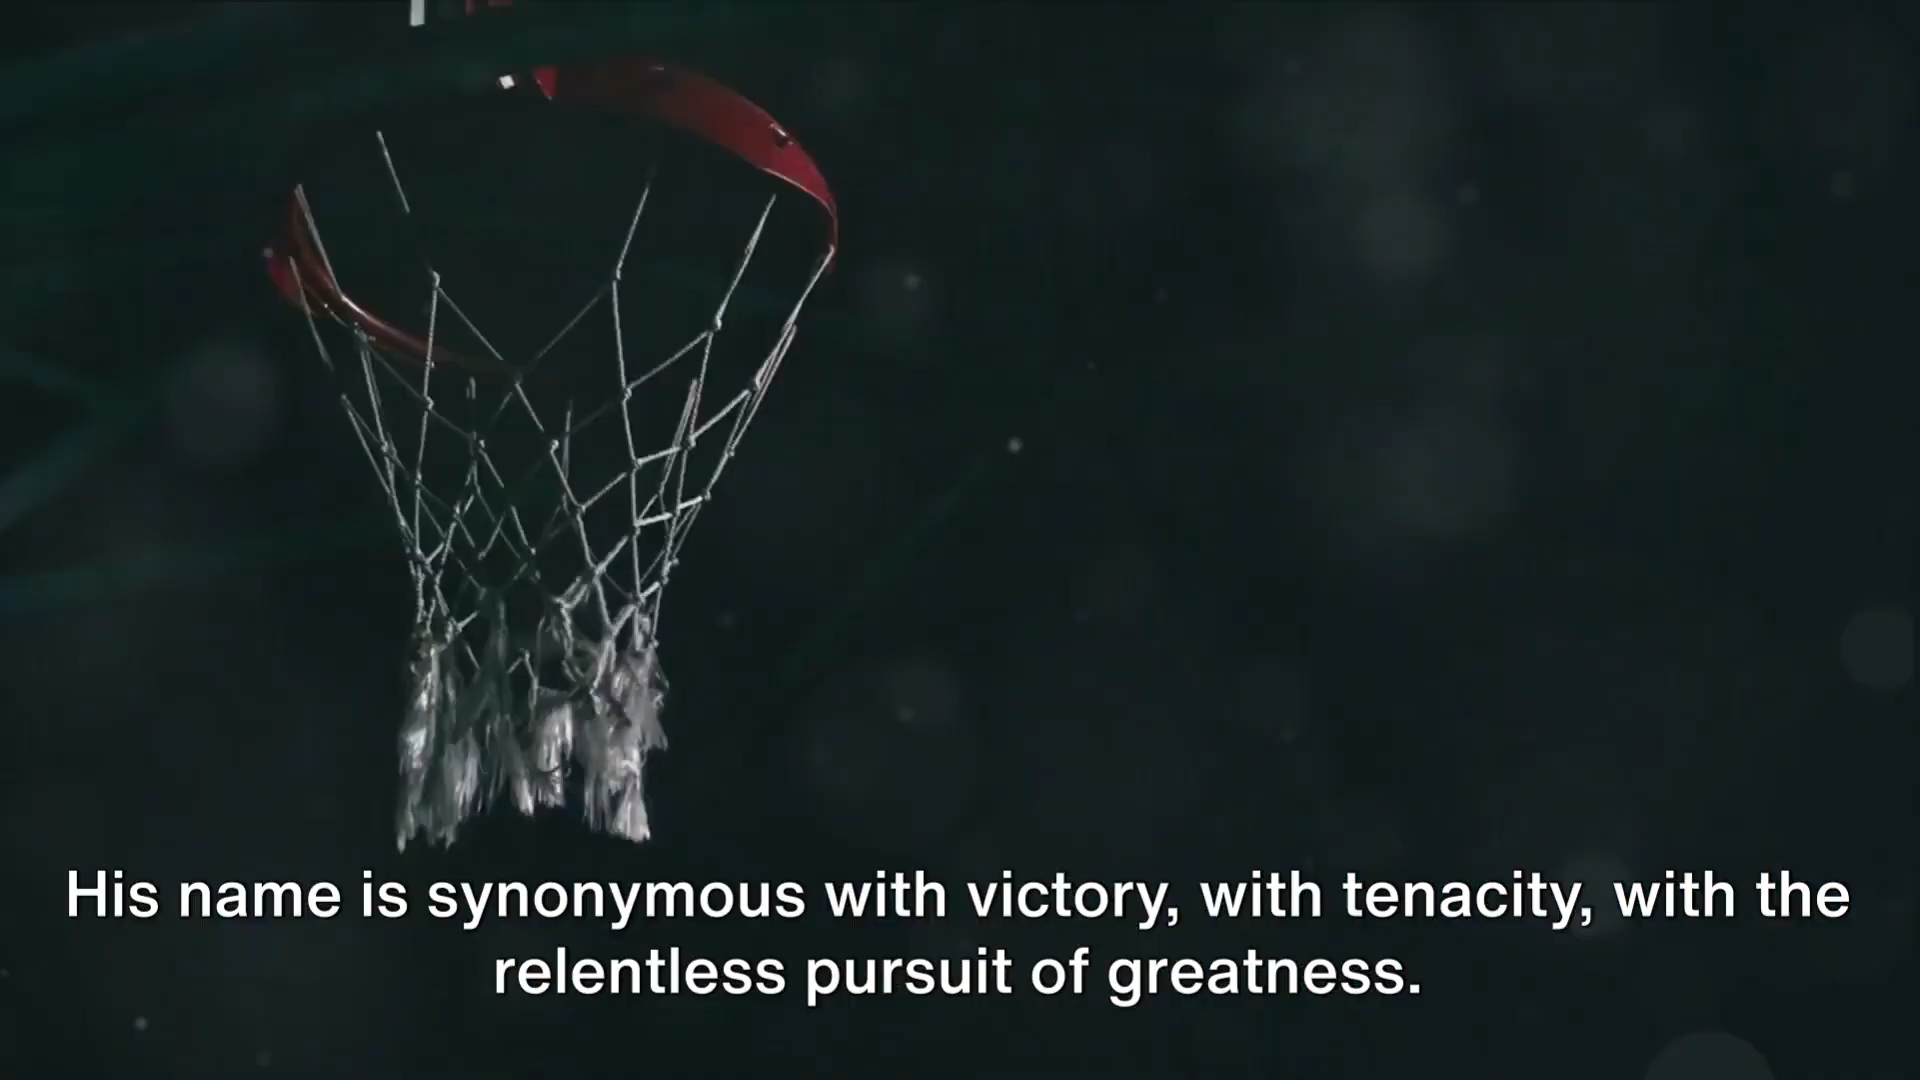 His name is synonymous with victory, with tenacity, with the
relentless pursuit of greatness.